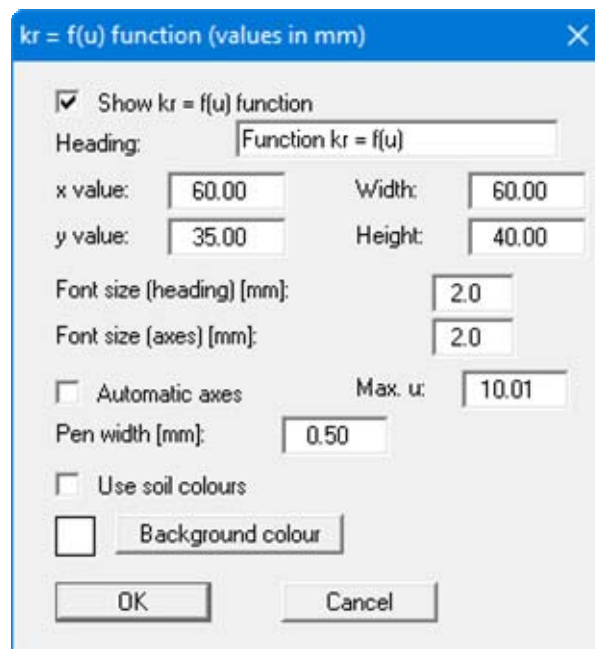 kr = f(u) function (values in mm)
Show kr = f(u) function
Heading: Function kr = f(u)
x value: 60.00 Width: 60.00
y value: 35.00 Height: 40.00
Font size (heading) [mm]: 2.0
Font size (axes) [mm]: 2.0
Automatic axes Max. u: 10.01
Pen width [mm]: 0.50
Use soil colours
Background colour
OK Cancel